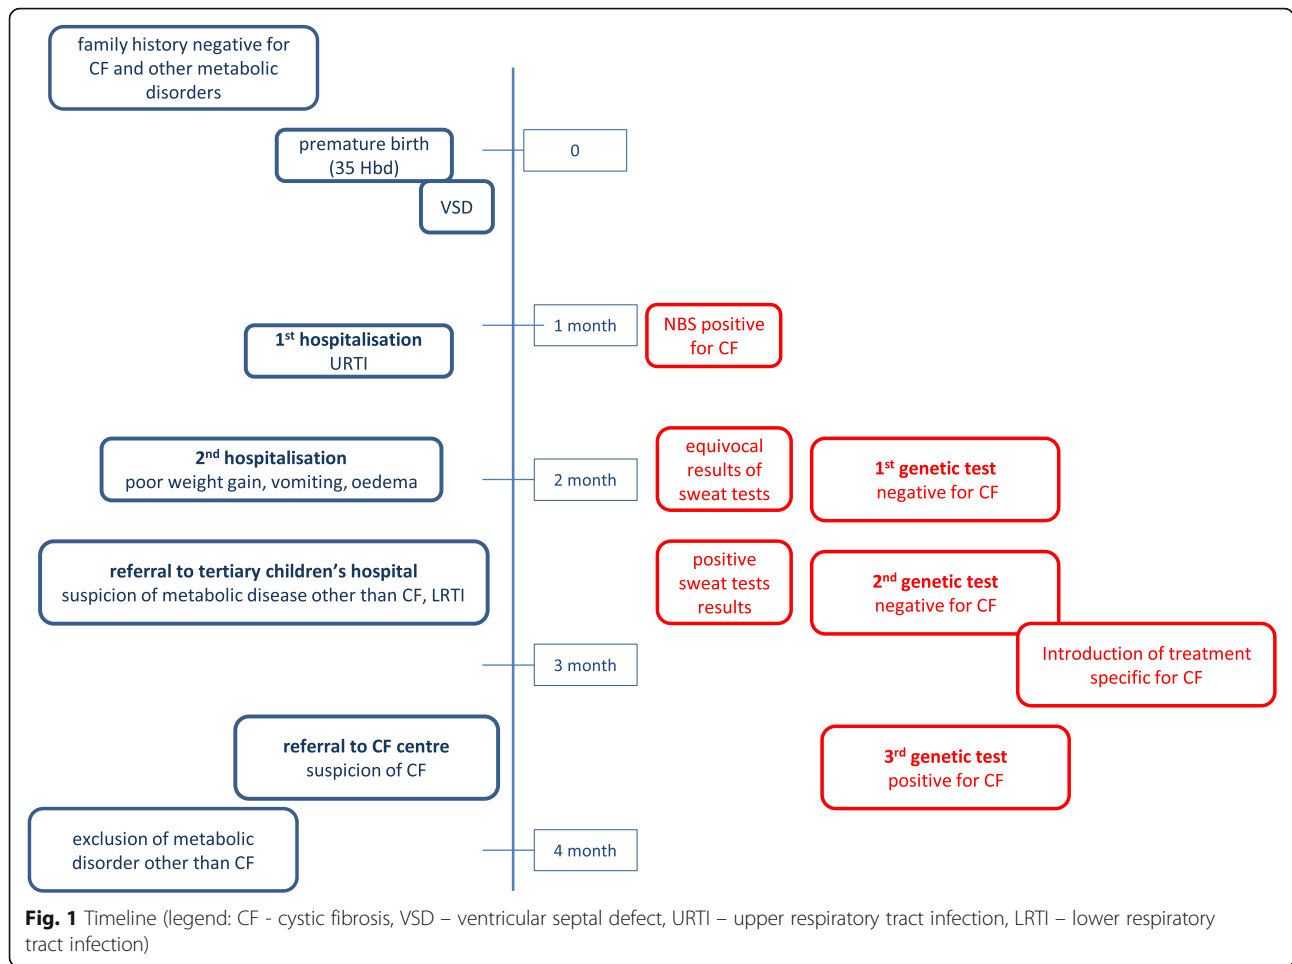 family history negative for
CF and other metabolic
disorders
premature birth
(35 Hbd)
0
VSD
1 month
NBS positive
for CF
1st hospitalisation
URTI
2nd hospitalisation
poor weight gain, vomiting, oedema
2 month
equivocal
results of
sweat tests
1st genetic test
negative for CF
referral to tertiary children’s hospital
suspicion of metabolic disease other than CF, LRTI
positive
sweat tests
results
2nd genetic test
negative for CF
Introduction of treatment
specific for CF
3 month
referral to CF centre
suspicion of CF
3rd genetic test
positive for CF
exclusion of metabolic
disorder other than CF
4 month
Fig. 1 Timeline (legend: CF - cystic fibrosis, VSD – ventricular septal defect, URTI – upper respiratory tract infection, LRTI – lower respiratory
tract infection)